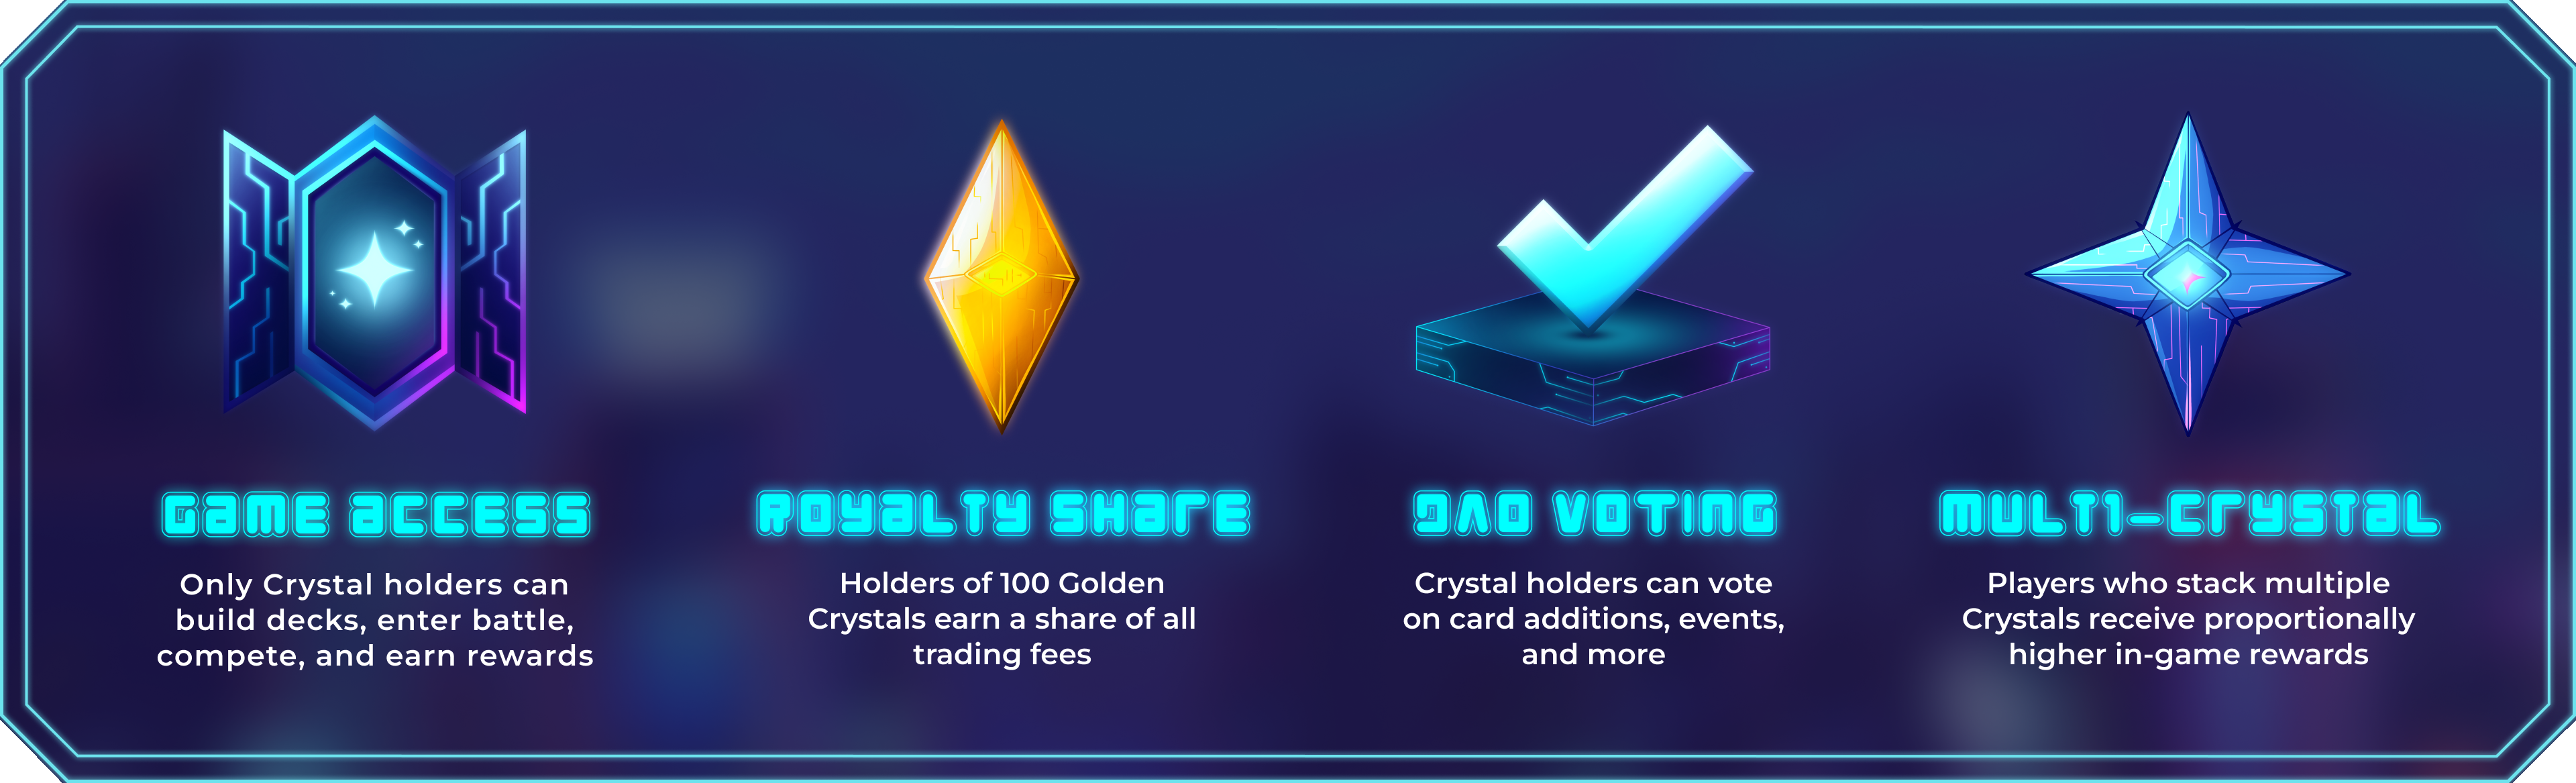 GAME ACCESS
Only Crystal holders can
build decks, enter battle,
compete, and earn rewards
ROYALTY SHARE
Holders of 100 Golden
Crystals earn a share of all
trading fees
DAO VOTING
Crystal holders can vote
on card additions, events,
and more
MULTI-CRYSTAL
Players who stack multiple
Crystals receive proportionally
higher in-game rewards